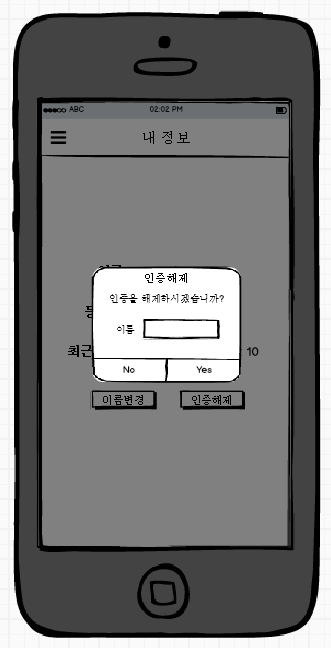 ABC 02:02 PM
내 정보
인증해제
인증을 해제하시겠습니까?
이름
최근 10
No Yes
이름변경 인증해제